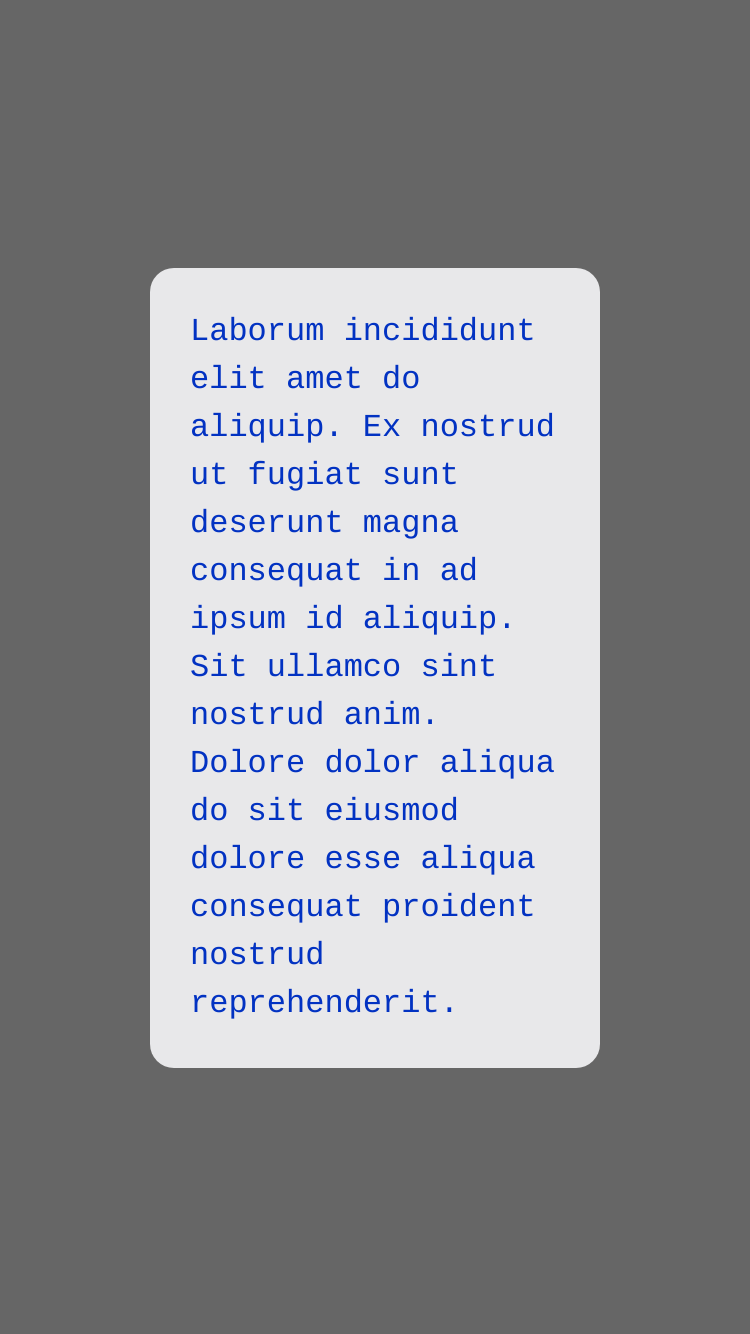 Laborum incididunt
elit amet do
aliquip. Ex nostrud
ut fugiat sunt
deserunt magna
consequat in ad
ipsum id aliquip.
Sit ullamco sint
nostrud anim.
Dolore dolor aliqua
do sit eiusmod
dolore esse aliqua
consequat proident
nostrud
reprehenderit.